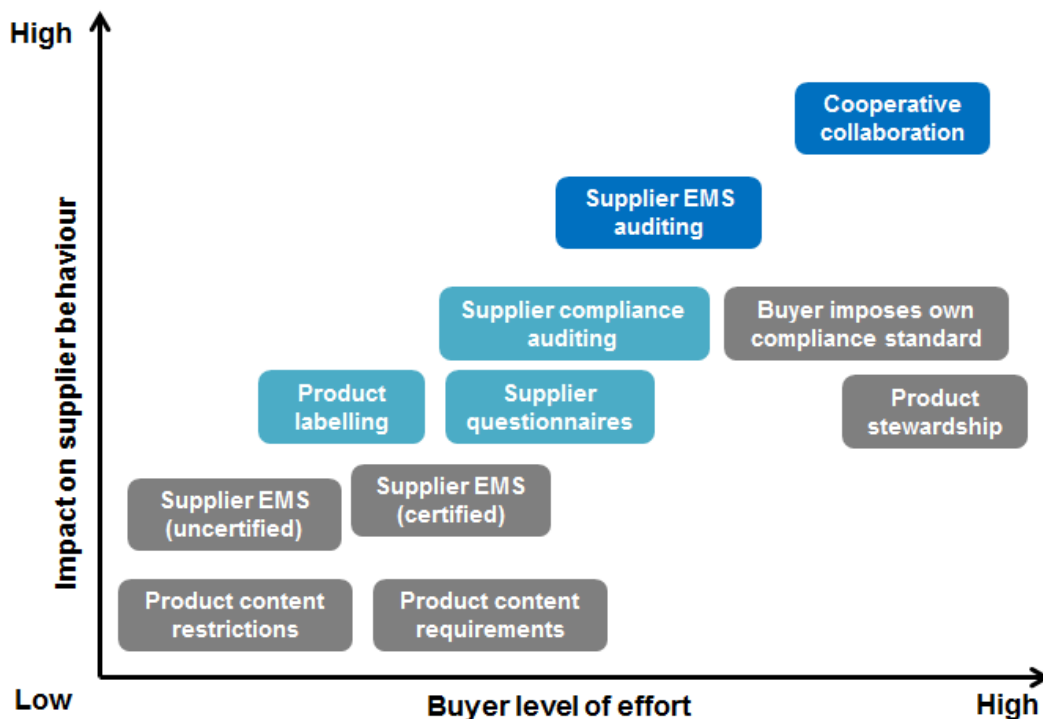 High
Cooperative
collaboration
Supplier EMS
auditing
Impact on supplier behaviour
Supplier compliance
auditing
Buyer imposes own
compliance standard
Product
labelling
Supplier
questionnaires
Product
stewardship
Supplier EMS
(uncertified)
Supplier EMS
(certified)
Product content
restrictions
Product content
requirements
Low
Buyer level of effort
High